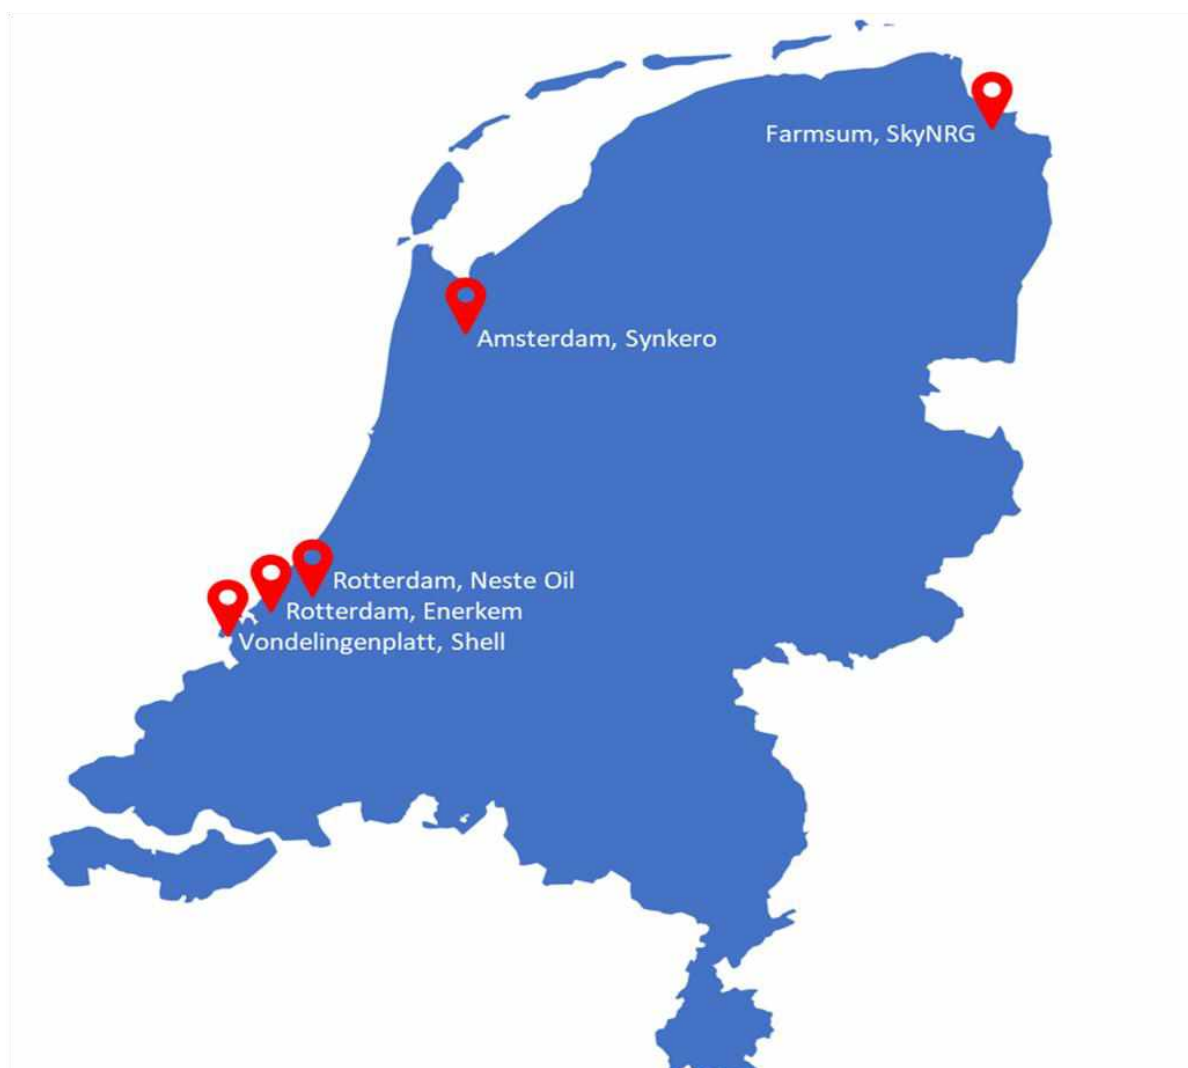 Farmsum, SkyNRG
Amsterdam, Synkero
Rotterdam, Neste Oil
Rotterdam, Enerkem
Vondelingenplatt, Shell